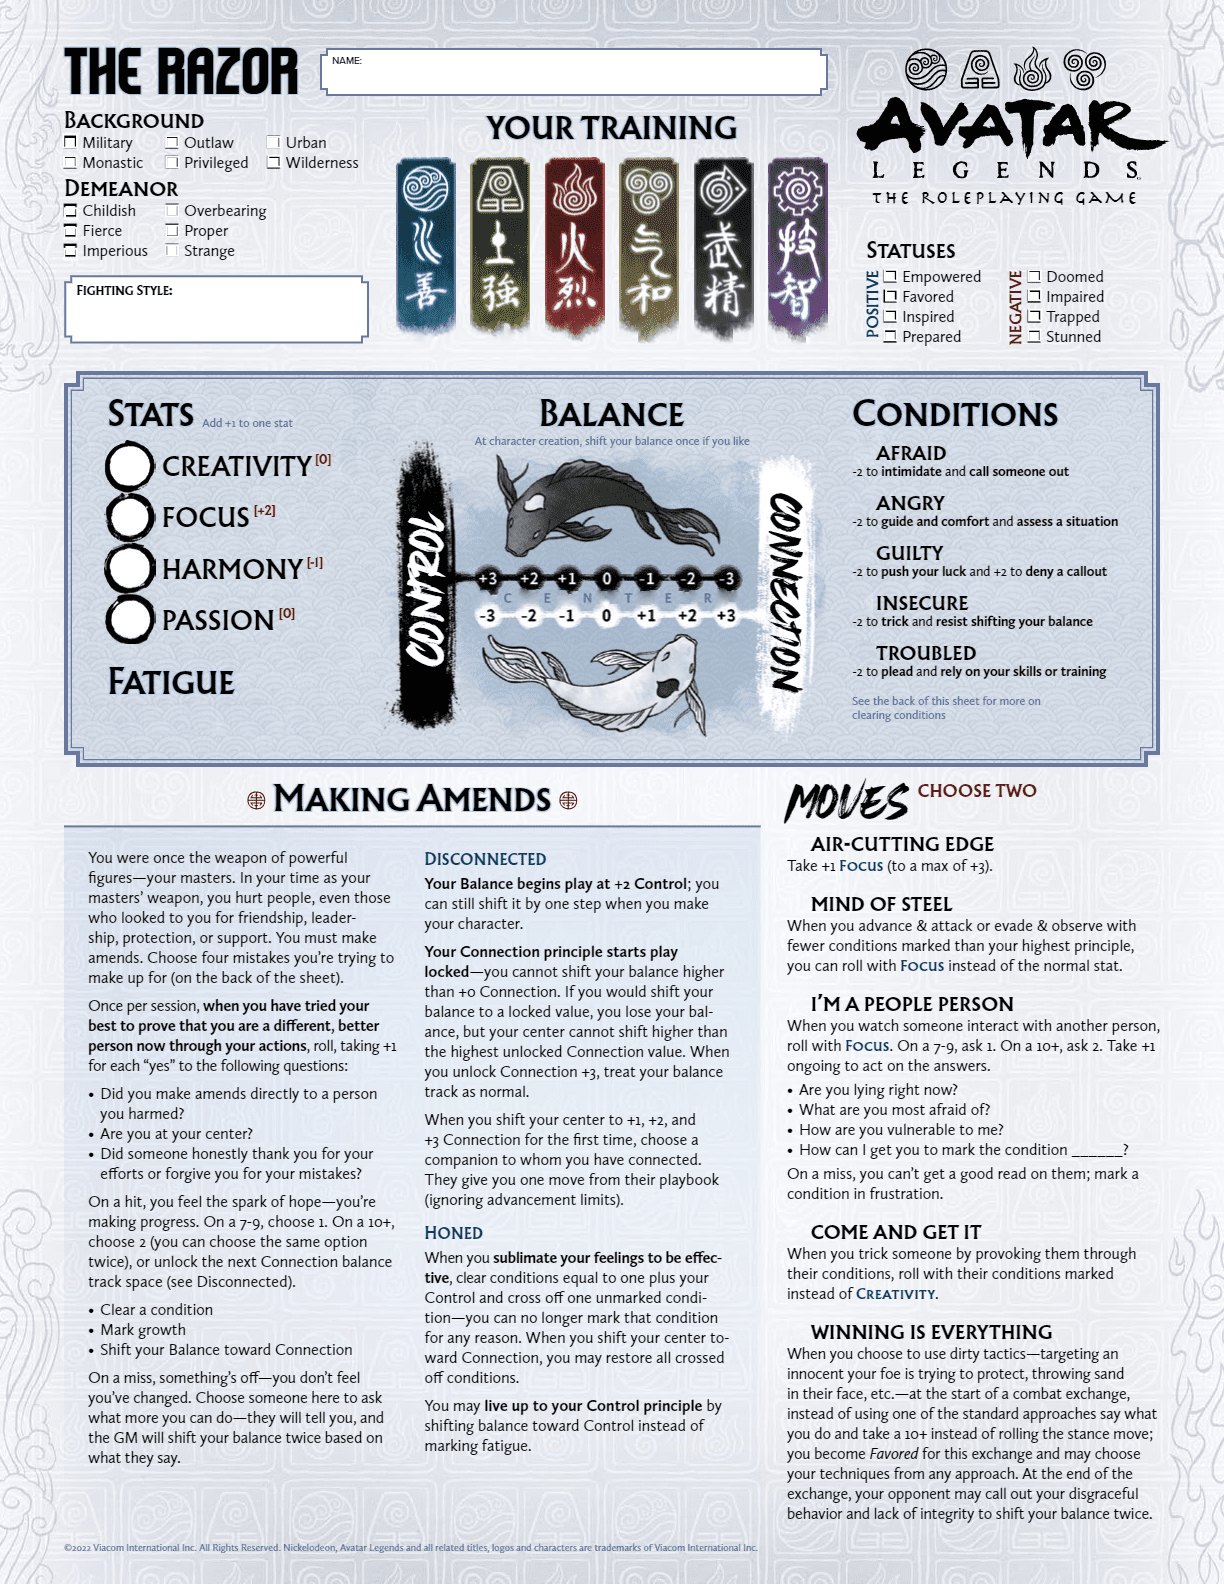 THE RAZOR
NAME:
BACKGROUND
Military
Outlaw
Urban
Monastic
Privileged
Wilderness
DEMEANOR
Childish
Overbearing
Fierce
Proper
Imperious
Strange
FIGHTING STYLE:
YOUR TRAINING
水善
土強
火烈
气和
武精
技智
AVATAR
LEGENDS
THE ROLEPLAYING GAME
STATUSES
POSITIVE
Empowered
Favored
Inspired
Prepared
NEGATIVE
Doomed
Impaired
Trapped
Stunned
STATS Add +1 to one stat
CREATIVITY [0]
FOCUS [+2]
HARMONY [-1]
PASSION [0]
FATIGUE
BALANCE
At character creation, shift your balance once if you like
CONTROL
+3 +2 +1 0 -1 -2 -3
CENTER
-3 -2 -1 0 +1 +2 +3
CONNECTION
CONDITIONS
AFRAID
-2 to intimidate and call someone out
ANGRY
-2 to guide and comfort and assess a situation
GUILTY
-2 to push your luck and +2 to deny a callout
INSECURE
-2 to trick and resist shifting your balance
TROUBLED
-2 to plead and rely on your skills or training
See the back of this sheet for more on
clearing conditions
MAKING AMENDS
You were once the weapon of powerful
figures—your masters. In your time as your
masters' weapon, you hurt people, even those
who looked to you for friendship, leader-
ship, protection, or support. You must make
amends. Choose four mistakes you're trying to
make up for (on the back of the sheet).
Once per session, when you have tried your
best to prove that you are a different, better
person now through your actions, roll, taking +1
for each “yes” to the following questions:
• Did you make amends directly to a person
you harmed?
• Are you at your center?
• Did someone honestly thank you for your
efforts or forgive you for your mistakes?
On a hit, you feel the spark of hope—you're
making progress. On a 7-9, choose 1. On a 10+,
choose 2 (you can choose the same option
twice), or unlock the next Connection balance
track space (see Disconnected).
• Clear a condition
• Mark growth
• Shift your Balance toward Connection
On a miss, something's off—you don't feel
you've changed. Choose someone here to ask
what more you can do—they will tell you, and
the GM will shift your balance twice based on
what they say.
DISCONNECTED
Your Balance begins play at +2 Control; you
can still shift it by one step when you make
your character.
Your Connection principle starts play
locked—you cannot shift your balance higher
than +0 Connection. If you would shift your
balance to a locked value, you lose your bal-
ance, but your center cannot shift higher than
the highest unlocked Connection value. When
you unlock Connection +3, treat your balance
track as normal.
When you shift your center to +1, +2, and
+3 Connection for the first time, choose a
companion to whom you have connected.
They give you one move from their playbook
(ignoring advancement limits).
HONED
When you sublimate your feelings to be effec-
tive, clear conditions equal to one plus your
Control and cross off one unmarked condi-
tion—you can no longer mark that condition
for any reason. When you shift your center to-
ward Connection, you may restore all crossed
off conditions.
You may live up to your Control principle by
shifting balance toward Control instead of
marking fatigue.
MOVES CHOOSE TWO
AIR-CUTTING EDGE
Take +1 FOCUS (to a max of +3).
MIND OF STEEL
When you advance & attack or evade & observe with
fewer conditions marked than your highest principle,
you can roll with FOCUS instead of the normal stat.
I'M A PEOPLE PERSON
When you watch someone interact with another person,
roll with FOCUS. On a 7-9, ask 1. On a 10+, ask 2. Take +1
ongoing to act on the answers.
• Are you lying right now?
• What are you most afraid of?
• How are you vulnerable to me?
• How can I get you to mark the condition ______?
On a miss, you can't get a good read on them; mark a
condition in frustration.
COME AND GET IT
When you trick someone by provoking them through
their conditions, roll with their conditions marked
instead of CREATIVITY.
WINNING IS EVERYTHING
When you choose to use dirty tactics—targeting an
innocent your foe is trying to protect, throwing sand
in their face, etc.—at the start of a combat exchange,
instead of using one of the standard approaches say what
you do and take a 10+ instead of rolling the stance move;
you become Favored for this exchange and may choose
your techniques from any approach. At the end of the
exchange, your opponent may call out your disgraceful
behavior and lack of integrity to shift your balance twice.
©2022 Viacom International Inc. All Rights Reserved. Nickelodeon, Avatar Legends and all related titles, logos and characters are trademarks of Viacom International Inc.